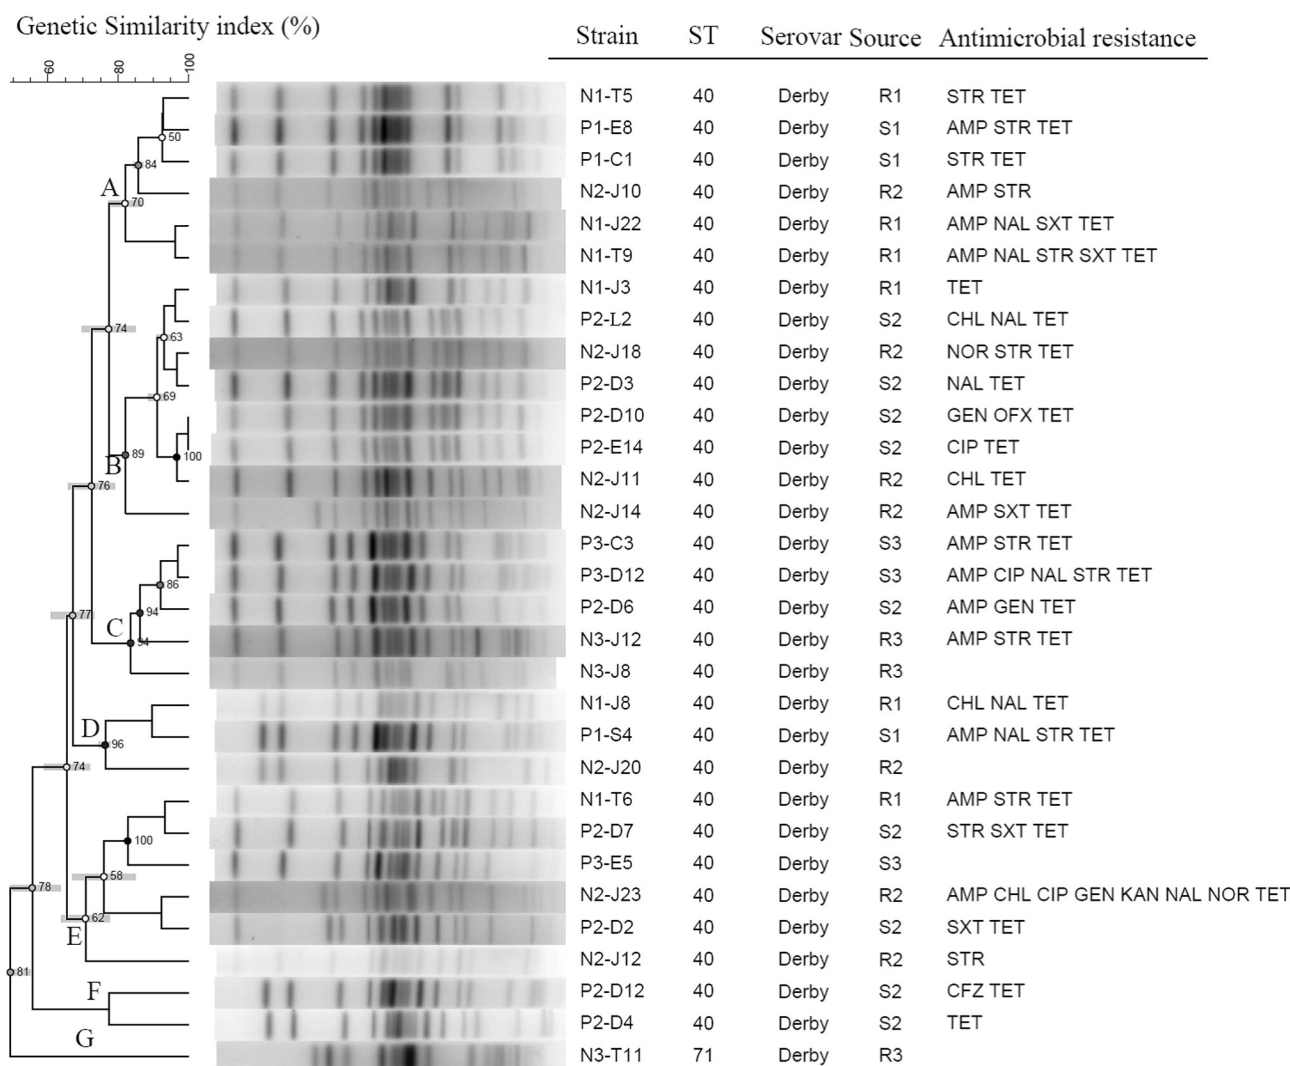 Genetic Similarity index (%)
Strain ST Serovar Source Antimicrobial resistance
60 80 100
N1-T5 40 Derby R1 STR TET
P1-E8 40 Derby S1 AMP STR TET
50
P1-C1 40 Derby S1 STR TET
84
N2-J10 40 Derby R2 AMP STR
A 70
N1-J22 40 Derby R1 AMP NAL SXT TET
N1-T9 40 Derby R1 AMP NAL STR SXT TET
N1-J3 40 Derby R1 TET
P2-L2 40 Derby S2 CHL NAL TET
74
63
N2-J18 40 Derby R2 NOR STR TET
P2-D3 40 Derby S2 NAL TET
69
P2-D10 40 Derby S2 GEN OFX TET
P2-E14 40 Derby S2 CIP TET
B 89 100
N2-J11 40 Derby R2 CHL TET
76
N2-J14 40 Derby R2 AMP SXT TET
P3-C3 40 Derby S3 AMP STR TET
P3-D12 40 Derby S3 AMP CIP NAL STR TET
86
P2-D6 40 Derby S2 AMP GEN TET
77 94
C 94
N3-J12 40 Derby R3 AMP STR TET
N3-J8 40 Derby R3
N1-J8 40 Derby R1 CHL NAL TET
P1-S4 40 Derby S1 AMP NAL STR TET
D 96
N2-J20 40 Derby R2
74
N1-T6 40 Derby R1 AMP STR TET
P2-D7 40 Derby S2 STR SXT TET
100
P3-E5 40 Derby S3
58
78
N2-J23 40 Derby R2 AMP CHL CIP GEN KAN NAL NOR TET
62
P2-D2 40 Derby S2 SXT TET
E
N2-J12 40 Derby R2 STR
81
F
P2-D12 40 Derby S2 CFZ TET
P2-D4 40 Derby S2 TET
G
N3-T11 71 Derby R3